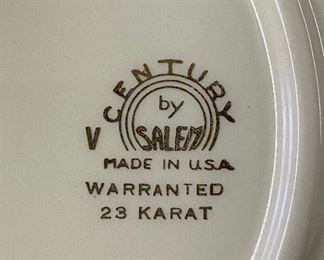 CENTURY
by
V SALEM
MADE IN U.S.A
WARRANTED
23 KARAT